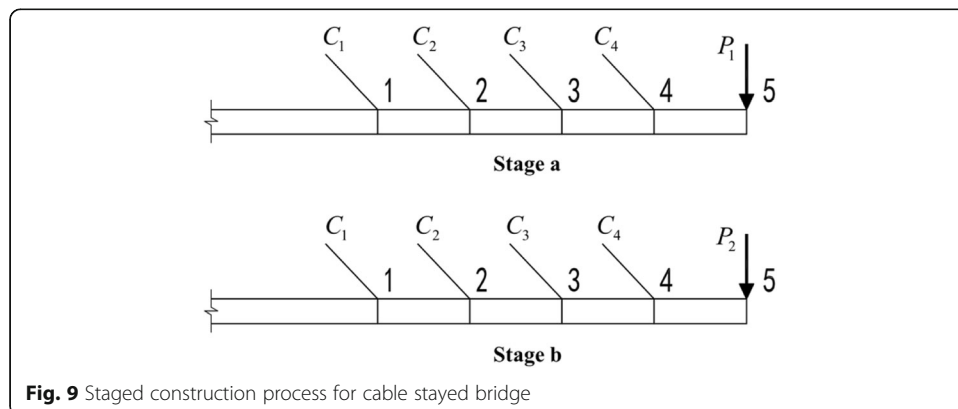 C1 C2 C3 C4 P1
1 2 3 4 5
Stage a
C1 C2 C3 C4 P2
1 2 3 4 5
Stage b
Fig. 9 Staged construction process for cable stayed bridge